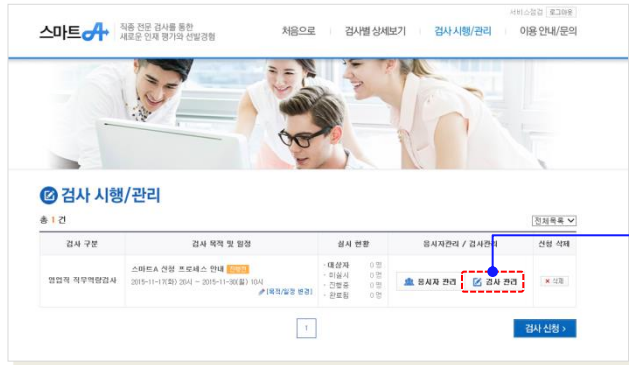 서비스점검 로그아웃
스마트 A+
직종 전문 검사를 통한
새로운 인재 평가와 선발경험
처음으로
검사별 상세보기
검사 시행/관리
이용 안내/문의
검사 시행/관리
총 1 건
전체목록
검사 구분
검사 목적 및 일정
실시 현황
응시자관리 / 검사관리
신청 삭제
영업직 직무역량검사
스마트A 신청 프로세스 안내
2015-11-17(화) 20시 ~ 2015-11-30(월) 10시
[목적/일정 변경]
· 대상자 0 명
· 미실시 0 명
· 진행중 0 명
· 완료됨 0 명
응시자 관리
검사 관리
× 삭제
1
검사 신청 >